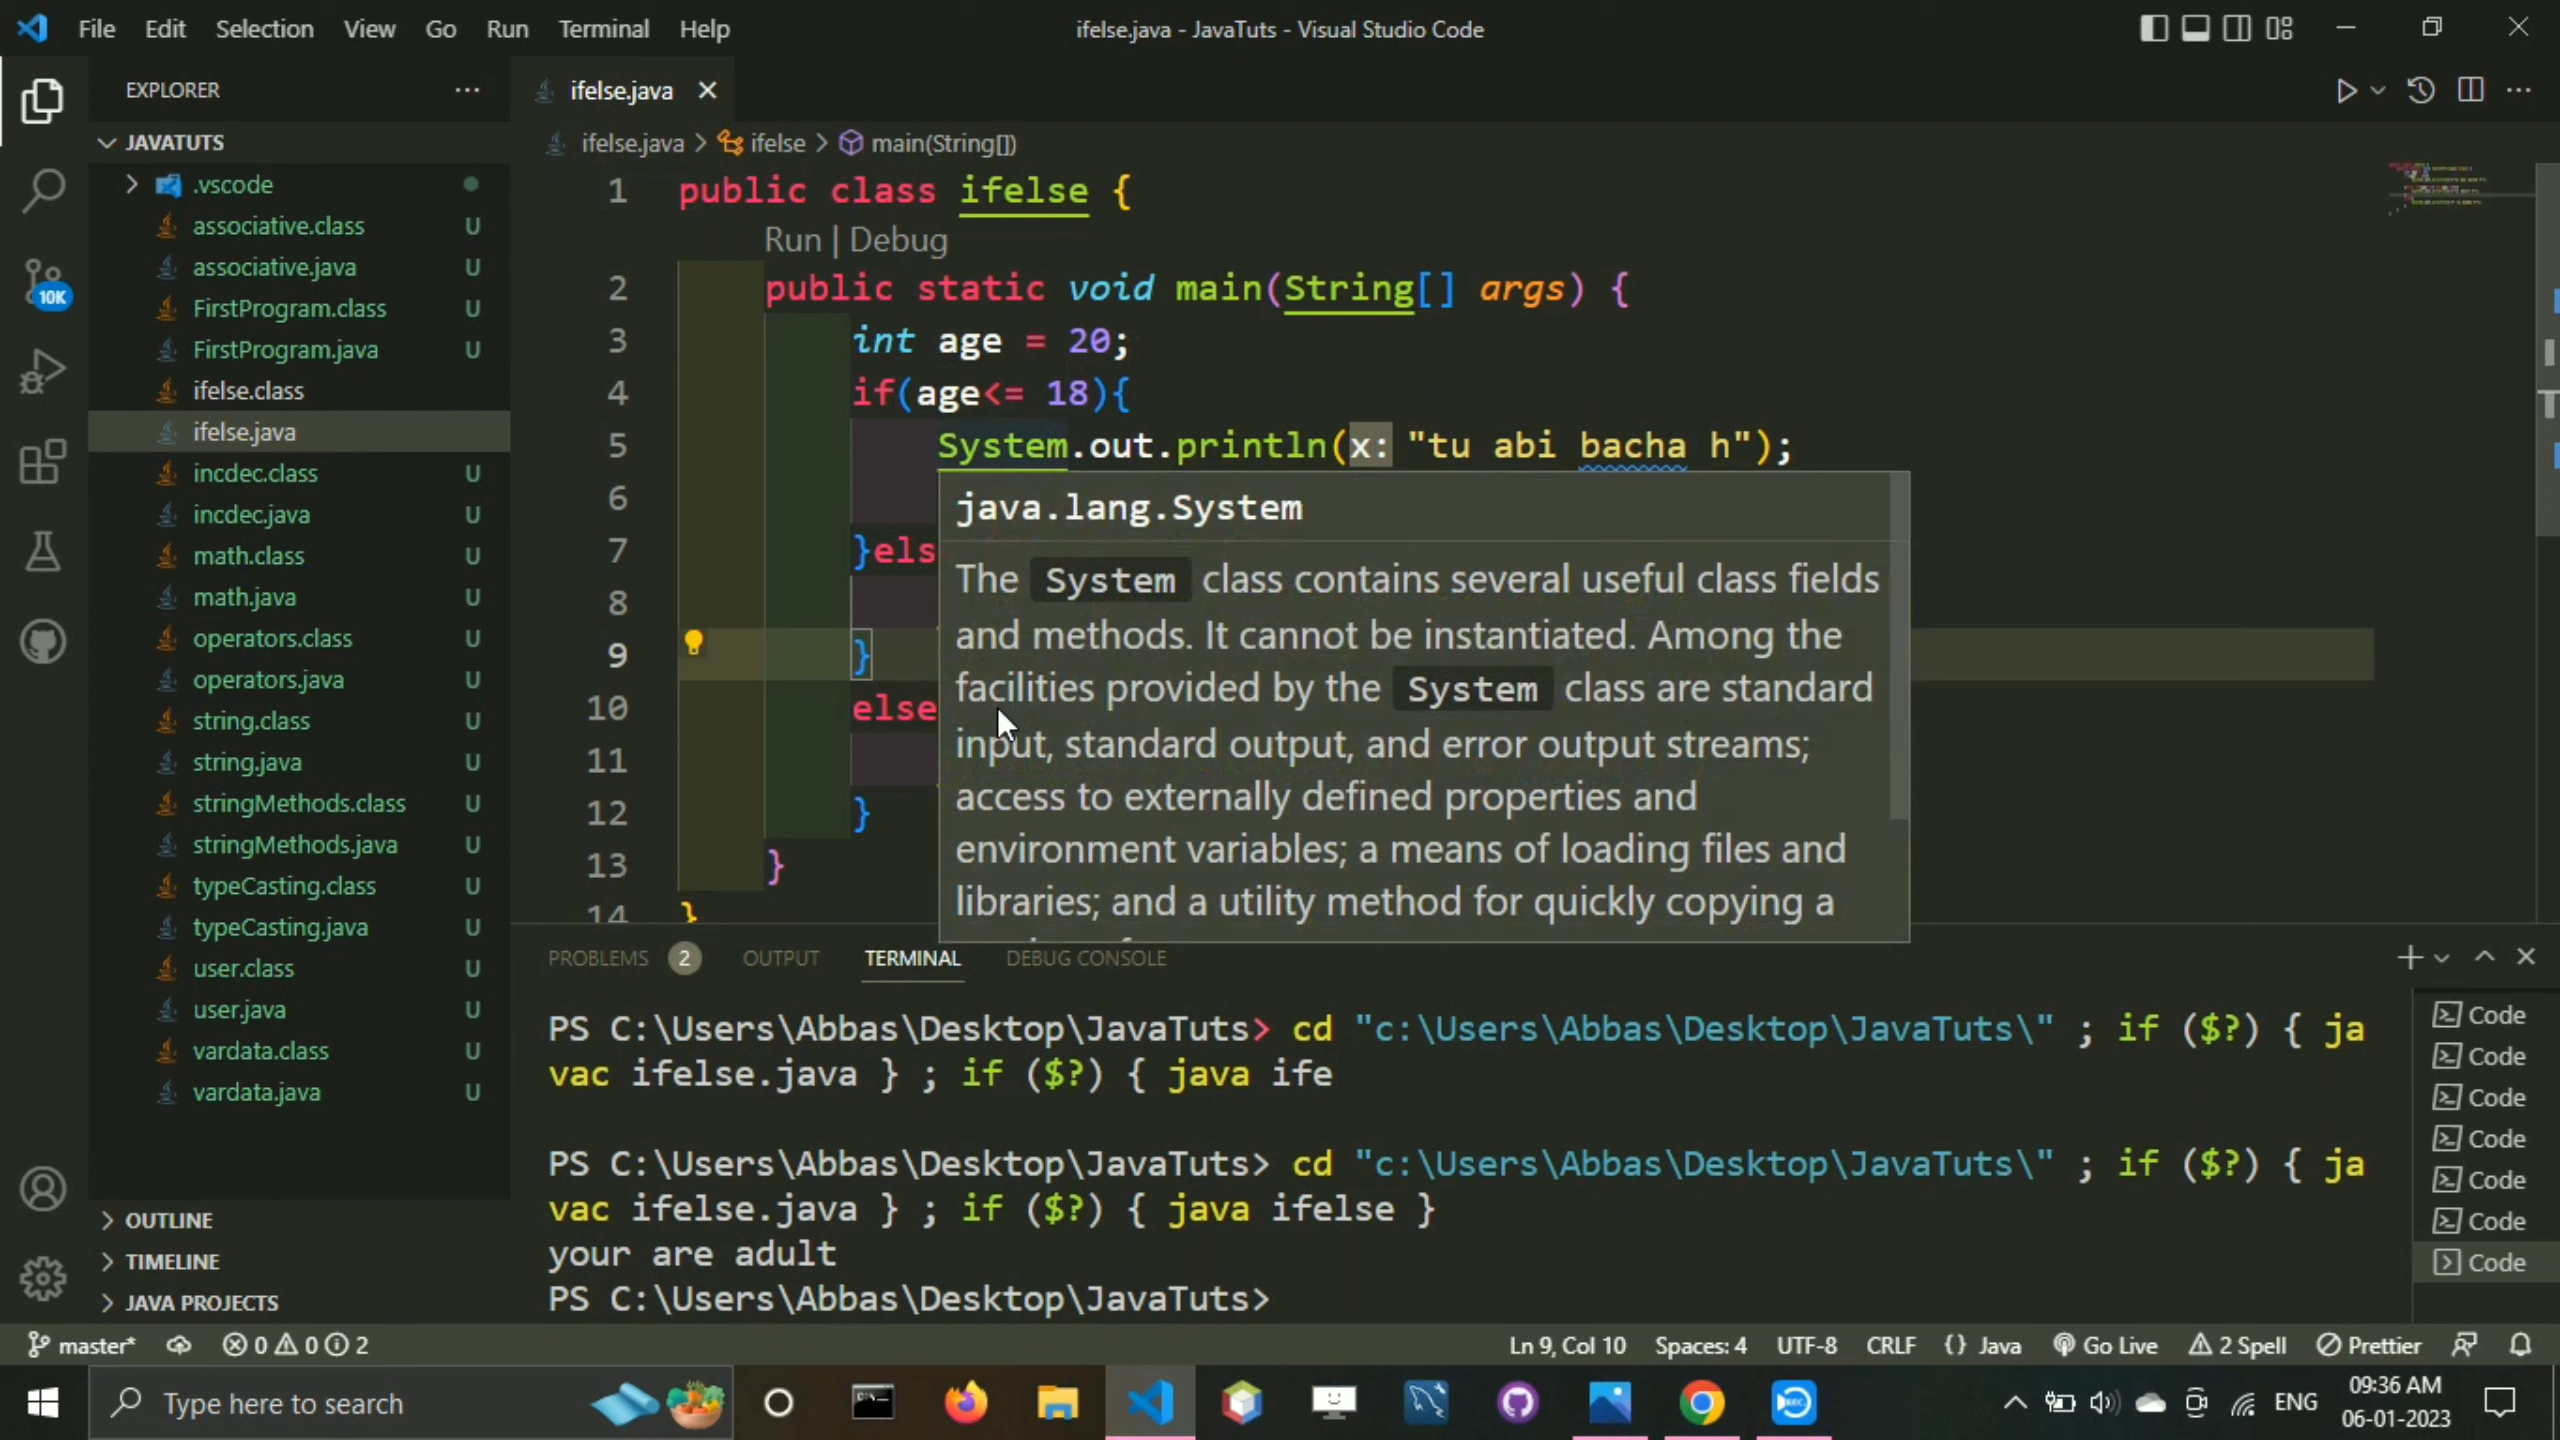 File Edit Selection View Go Run Terminal Help
ifelse.java - JavaTuts - Visual Studio Code
EXPLORER
ifelse.java
JAVATUTS
ifelse.java > ifelse > main(String[])
.vscode
associative.class U
associative.java U
FirstProgram.class U
FirstProgram.java U
ifelse.class
ifelse.java
incdec.class U
incdec.java U
math.class U
math.java U
operators.class U
operators.java U
string.class U
string.java U
stringMethods.class U
stringMethods.java U
typeCasting.class U
typeCasting.java U
user.class U
user.java U
vardata.class U
vardata.java U
OUTLINE
TIMELINE
JAVA PROJECTS
10K
1 public class ifelse {
Run | Debug
2 public static void main(String[] args) {
3 int age = 20;
4 if(age<= 18){
5 System.out.println(x: "tu abi bacha h");
6
7 }els
8
9 }
10 else
11
12 }
13 }
14 }
java.lang.System
The System class contains several useful class fields
and methods. It cannot be instantiated. Among the
facilities provided by the System class are standard
input, standard output, and error output streams;
access to externally defined properties and
environment variables; a means of loading files and
libraries; and a utility method for quickly copying a
PROBLEMS 2 OUTPUT TERMINAL DEBUG CONSOLE
PS C:\Users\Abbas\Desktop\JavaTuts> cd "c:\Users\Abbas\Desktop\JavaTuts\" ; if ($?) { ja
vac ifelse.java } ; if ($?) { java ife
PS C:\Users\Abbas\Desktop\JavaTuts> cd "c:\Users\Abbas\Desktop\JavaTuts\" ; if ($?) { ja
vac ifelse.java } ; if ($?) { java ifelse }
your are adult
PS C:\Users\Abbas\Desktop\JavaTuts>
Code
Code
Code
Code
Code
Code
Code
master* 0 0 2
Ln 9, Col 10 Spaces: 4 UTF-8 CRLF {} Java Go Live 2 Spell Prettier
Type here to search
ENG
09:36 AM
06-01-2023